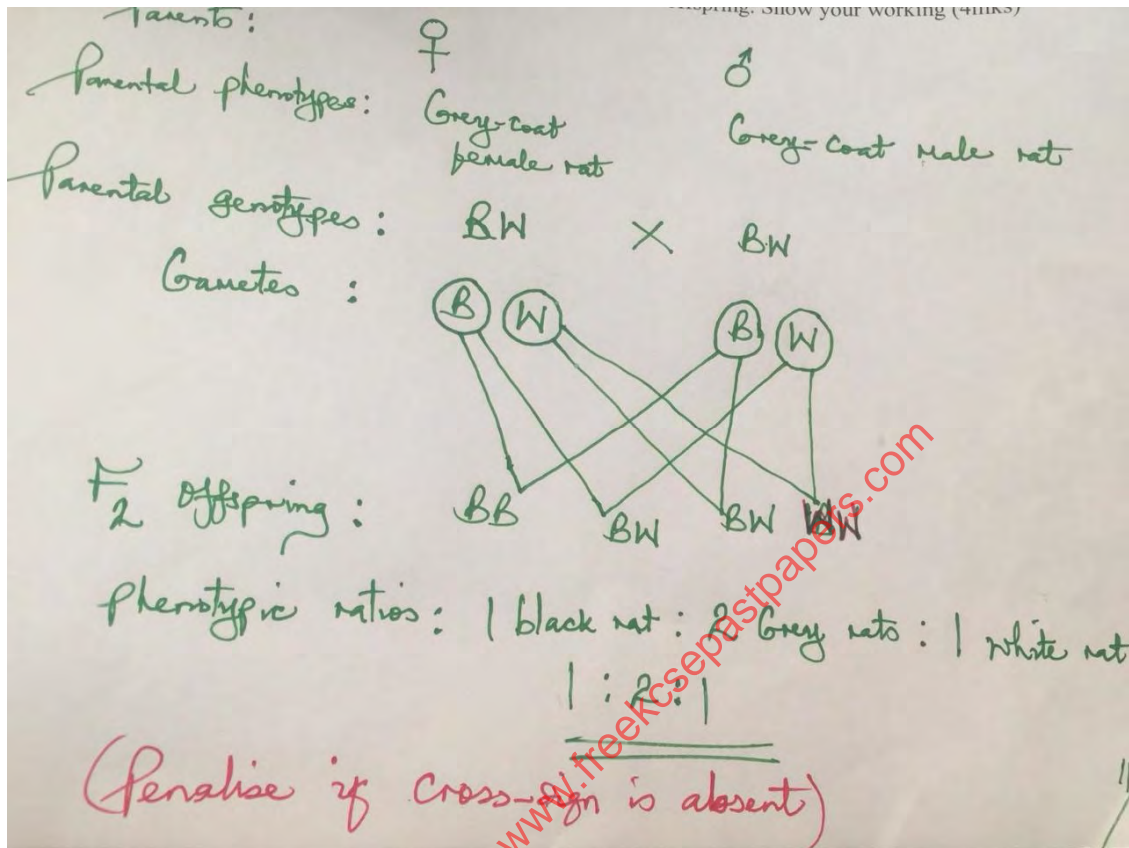 offspring. Show your working (4mks)
Parents: ♀ ♂
Parental phenotypes: Grey-coat female rat Grey-coat male rat
Parental genotypes: BW X BW
Gametes : B W B W
F2 offspring: BB BW BW WW
phenotypic ratios: 1 black rat : 2 Grey rats : 1 white rat
1 : 2 : 1
(Penalise if cross-sign is absent)
www.freekcsepastpapers.com